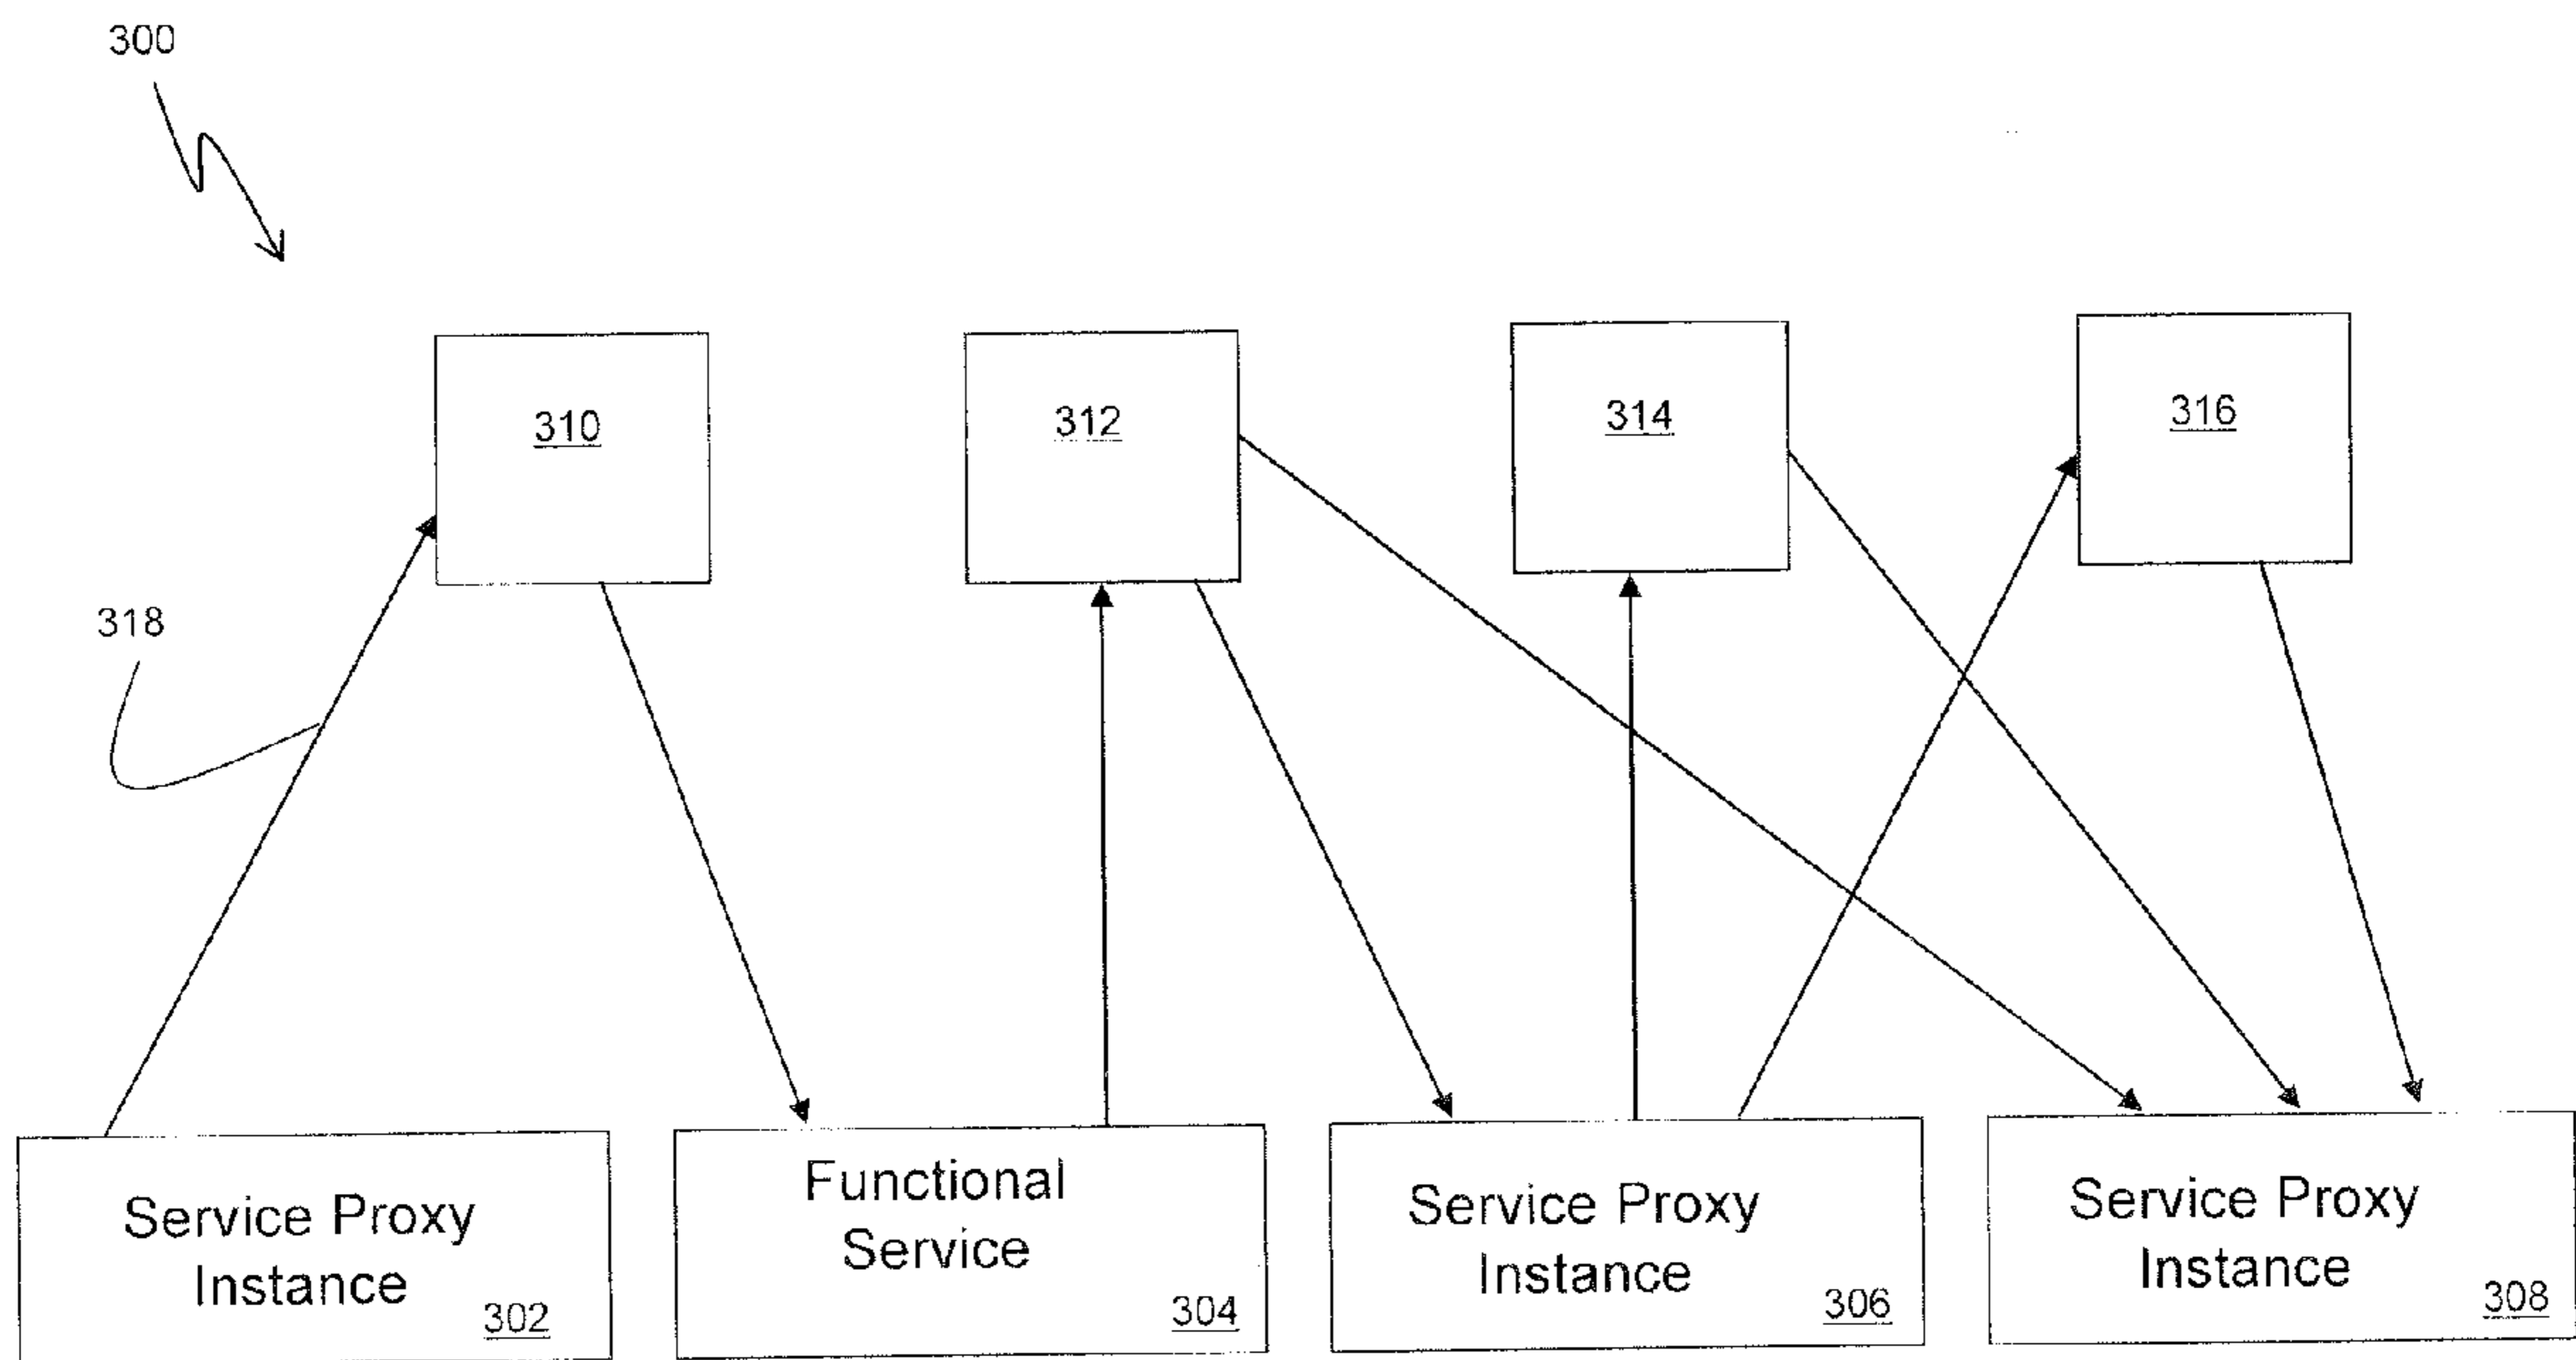 300
310
312
314
316
318
Service Proxy
Instance
302
Functional
Service
304
Service Proxy
Instance
306
Service Proxy
Instance
308